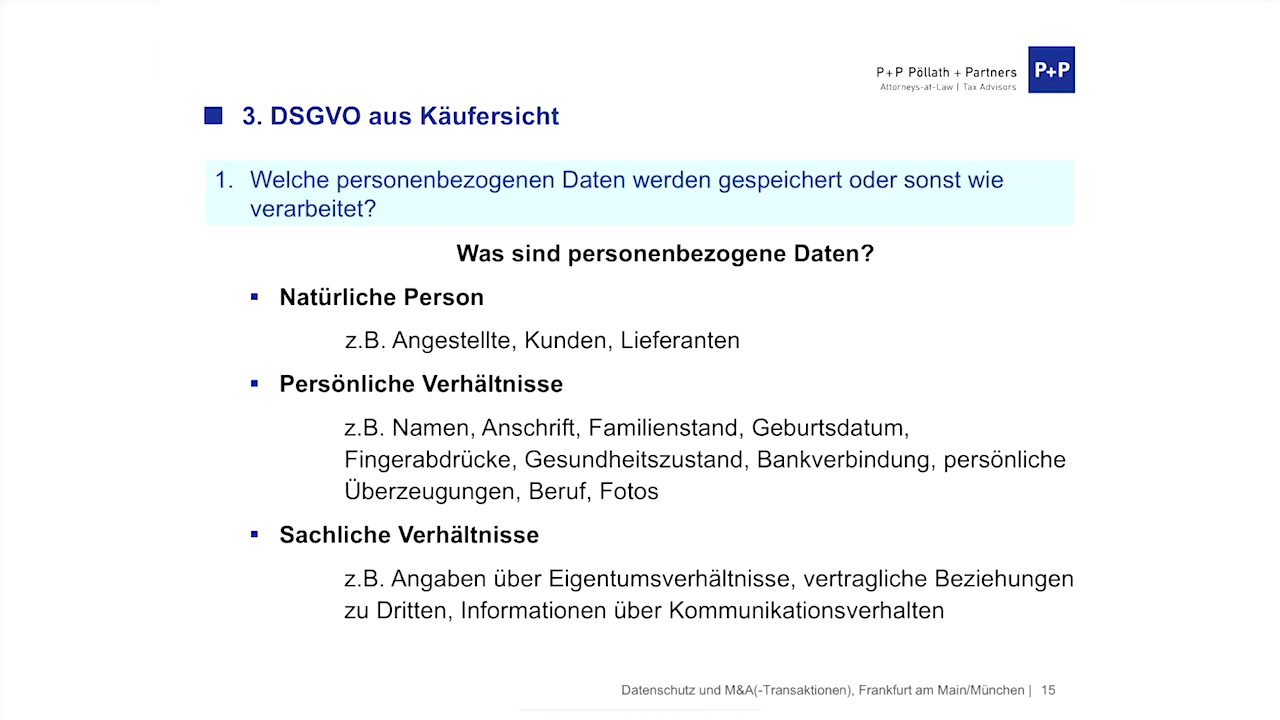 P+P Pöllath + Partners
Attorneys-at-Law | Tax Advisors
P+P
3. DSGVO aus Käufersicht
1. Welche personenbezogenen Daten werden gespeichert oder sonst wie
verarbeitet?
Was sind personenbezogene Daten?
▪ Natürliche Person
z.B. Angestellte, Kunden, Lieferanten
▪ Persönliche Verhältnisse
z.B. Namen, Anschrift, Familienstand, Geburtsdatum,
Fingerabdrücke, Gesundheitszustand, Bankverbindung, persönliche
Überzeugungen, Beruf, Fotos
▪ Sachliche Verhältnisse
z.B. Angaben über Eigentumsverhältnisse, vertragliche Beziehungen
zu Dritten, Informationen über Kommunikationsverhalten
Datenschutz und M&A(-Transaktionen), Frankfurt am Main/München | 15